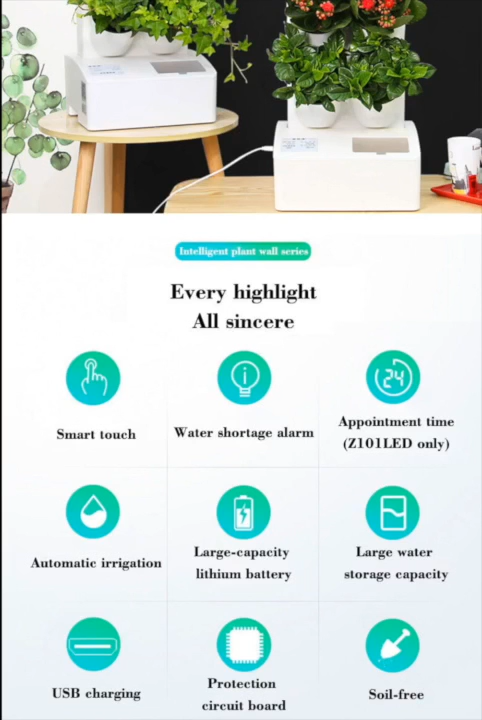 Intelligent plant wall series
Every highlight
All sincere
Smart touch
Water shortage alarm
24
Appointment time
(Z101LED only)
Automatic irrigation
Large-capacity
lithium battery
Large water
storage capacity
USB charging
Protection
circuit board
Soil-free